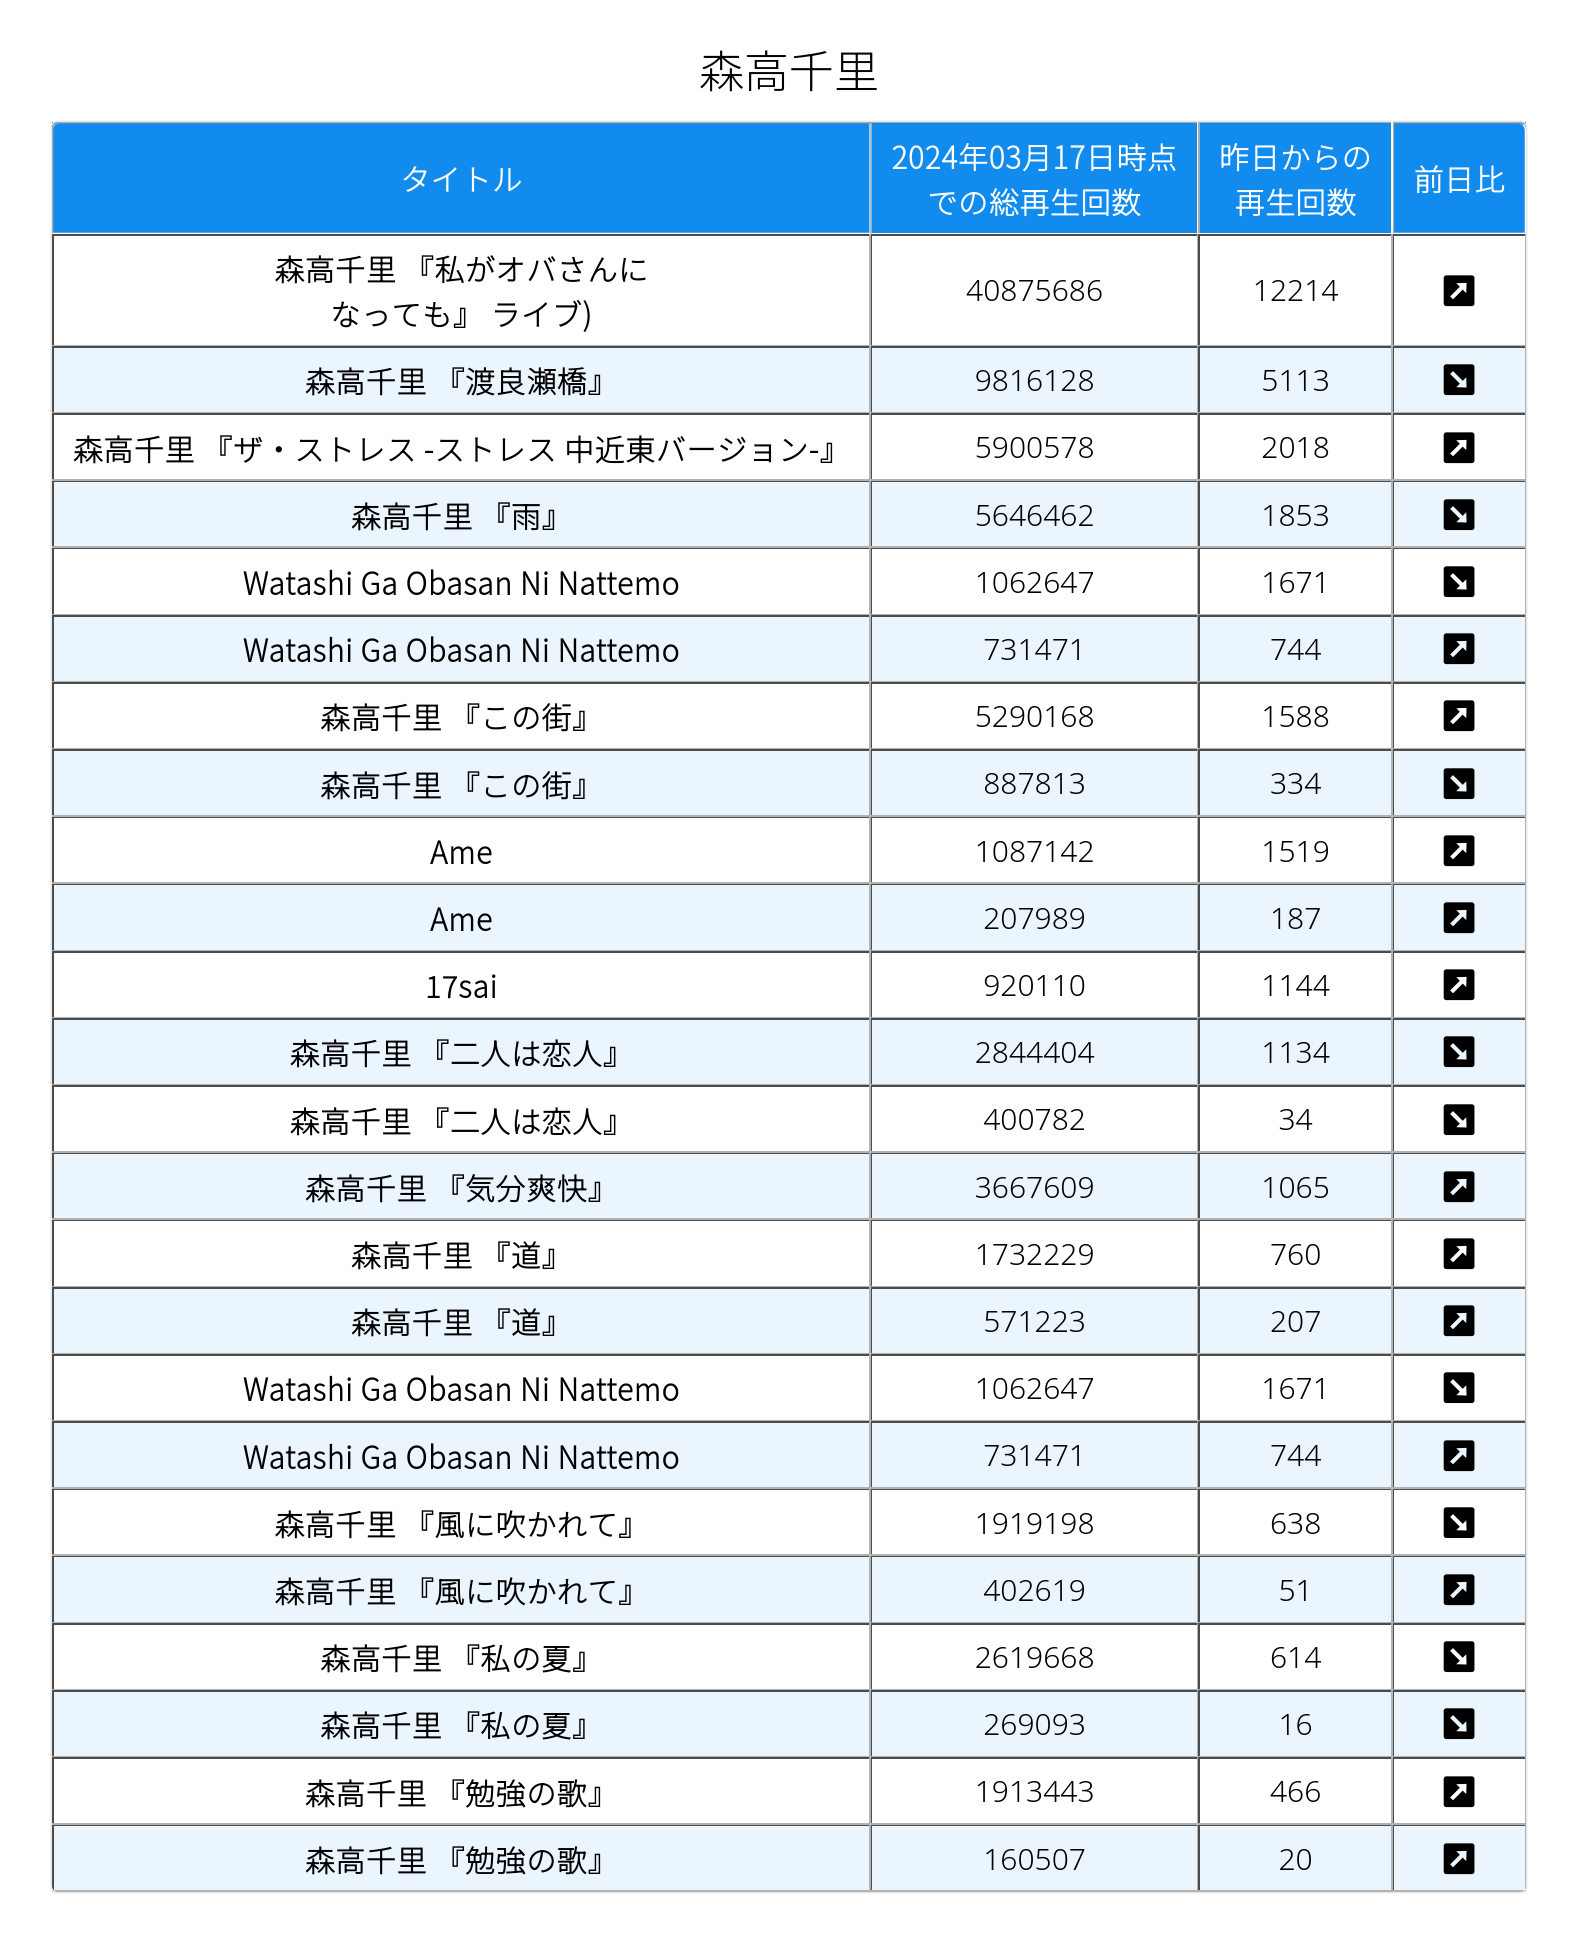 森高千里
タイトル
2024年03月17日時点
での総再生回数
昨日からの
再生回数
前日比
森高千里 『私がオバさんに
なっても』 ライブ)
40875686
12214
森高千里 『渡良瀬橋』 9816128 5113
森高千里 『ザ・ストレス -ストレス 中近東バージョン-』 5900578 2018
森高千里 『雨』 5646462 1853
Watashi Ga Obasan Ni Nattemo 1062647 1671
Watashi Ga Obasan Ni Nattemo 731471 744
森高千里 『この街』 5290168 1588
森高千里 『この街』 887813 334
Ame 1087142 1519
Ame 207989 187
17sai 920110 1144
森高千里 『二人は恋人』 2844404 1134
森高千里 『二人は恋人』 400782 34
森高千里 『気分爽快』 3667609 1065
森高千里 『道』 1732229 760
森高千里 『道』 571223 207
Watashi Ga Obasan Ni Nattemo 1062647 1671
Watashi Ga Obasan Ni Nattemo 731471 744
森高千里 『風に吹かれて』 1919198 638
森高千里 『風に吹かれて』 402619 51
森高千里 『私の夏』 2619668 614
森高千里 『私の夏』 269093 16
森高千里 『勉強の歌』 1913443 466
森高千里 『勉強の歌』 160507 20